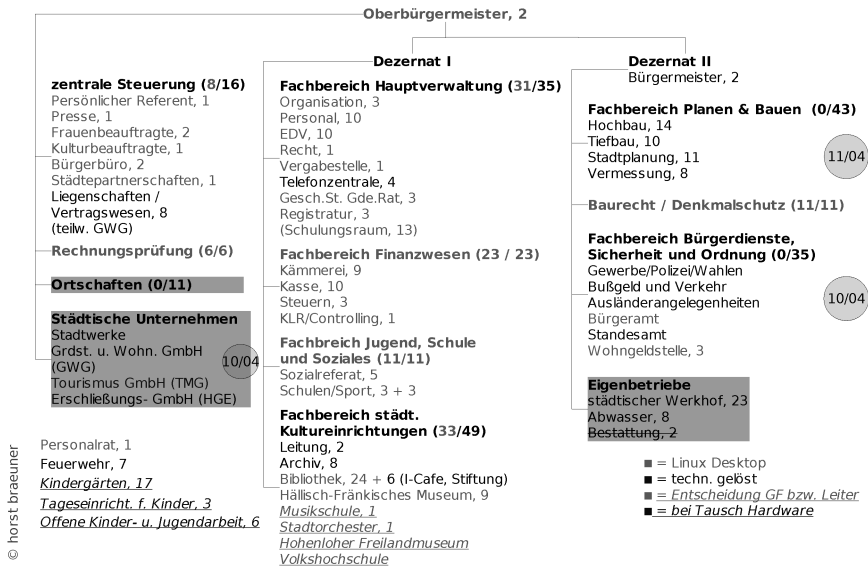 Oberbürgermeister, 2
zentrale Steuerung (8/16)
Persönlicher Referent, 1
Presse, 1
Frauenbeauftragte, 2
Kulturbeauftragte, 1
Bürgerbüro, 2
Städtepartnerschaften, 1
Liegenschaften /
Vertragswesen, 8
(teilw. GWG)
Rechnungsprüfung (6/6)
Ortschaften (0/11)
Städtische Unternehmen
Stadtwerke
Grdst. u. Wohn. GmbH
(GWG)
Tourismus GmbH (TMG)
Erschließungs- GmbH (HGE)
10/04
Personalrat, 1
Feuerwehr, 7
Kindergärten, 17
Tageseinricht. f. Kinder, 3
Offene Kinder- u. Jugendarbeit, 6
Dezernat I
Fachbereich Hauptverwaltung (31/35)
Organisation, 3
Personal, 10
EDV, 10
Recht, 1
Vergabestelle, 1
Telefonzentrale, 4
Gesch.St. Gde.Rat, 3
Registratur, 3
(Schulungsraum, 13)
Fachbereich Finanzwesen (23 / 23)
Kämmerei, 9
Kasse, 10
Steuern, 3
KLR/Controlling, 1
Fachbreich Jugend, Schule
und Soziales (11/11)
Sozialreferat, 5
Schulen/Sport, 3 + 3
Fachbereich städt.
Kultureinrichtungen (33/49)
Leitung, 2
Archiv, 8
Bibliothek, 24 + 6 (I-Cafe, Stiftung)
Hällisch-Fränkisches Museum, 9
Musikschule, 1
Stadtorchester, 1
Hohenloher Freilandmuseum
Volkshochschule
Dezernat II
Bürgermeister, 2
Fachbereich Planen & Bauen (0/43)
Hochbau, 14
Tiefbau, 10
Stadtplanung, 11
Vermessung, 8
11/04
Baurecht / Denkmalschutz (11/11)
Fachbereich Bürgerdienste,
Sicherheit und Ordnung (0/35)
Gewerbe/Polizei/Wahlen
Bußgeld und Verkehr
Ausländerangelegenheiten
Bürgeramt
Standesamt
Wohngeldstelle, 3
10/04
Eigenbetriebe
städtischer Werkhof, 23
Abwasser, 8
Bestattung, 2
= Linux Desktop
= techn. gelöst
= Entscheidung GF bzw. Leiter
= bei Tausch Hardware
© horst braeuner